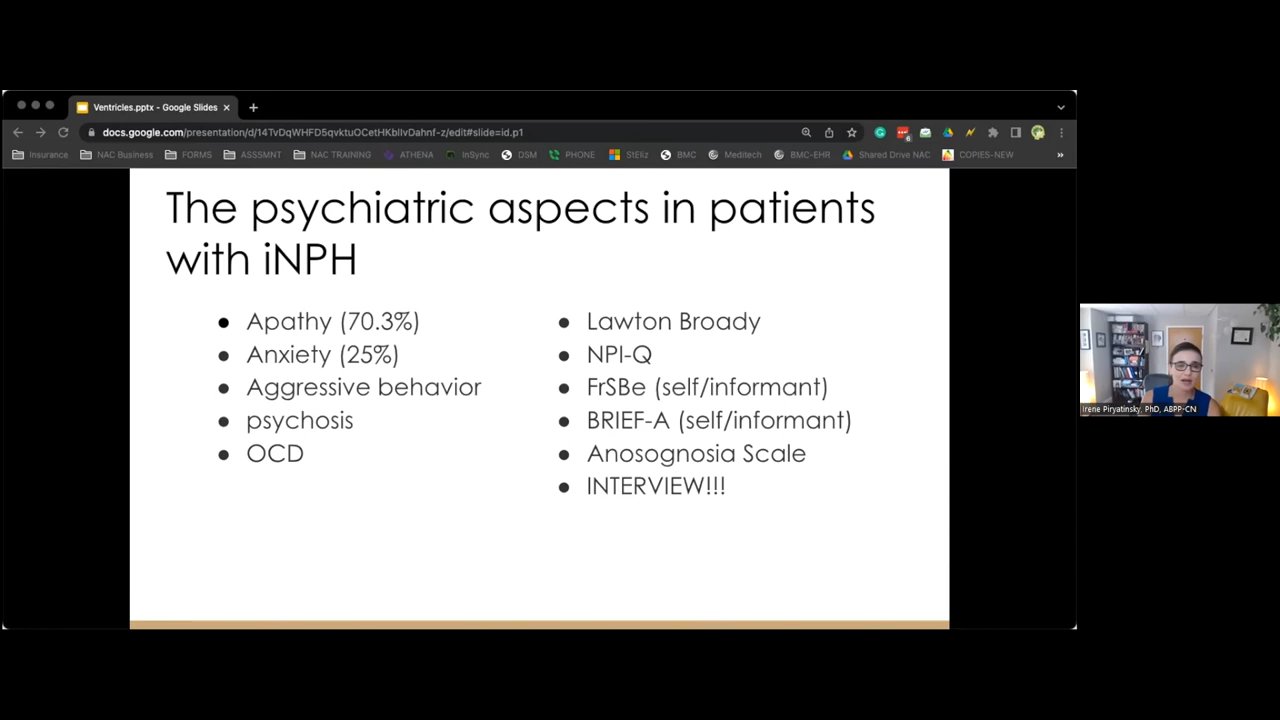 Ventricles.pptx - Google Slides
docs.google.com/presentation/d/14TvDqWHFD5qvktuOCetHKblIvDahnf-z/edit#slide=id.p1
Insurance NAC Business FORMS ASSSMNT NAC TRAINING ATHENA InSync DSM PHONE StEliz BMC Meditech BMC-EHR Shared Drive NAC COPIES-NEW »
The psychiatric aspects in patients
with iNPH
● Apathy (70.3%)
● Anxiety (25%)
● Aggressive behavior
● psychosis
● OCD
● Lawton Broady
● NPI-Q
● FrSBe (self/informant)
● BRIEF-A (self/informant)
● Anosognosia Scale
● INTERVIEW!!!
Irene Piryatinsky, PhD, ABPP-CN